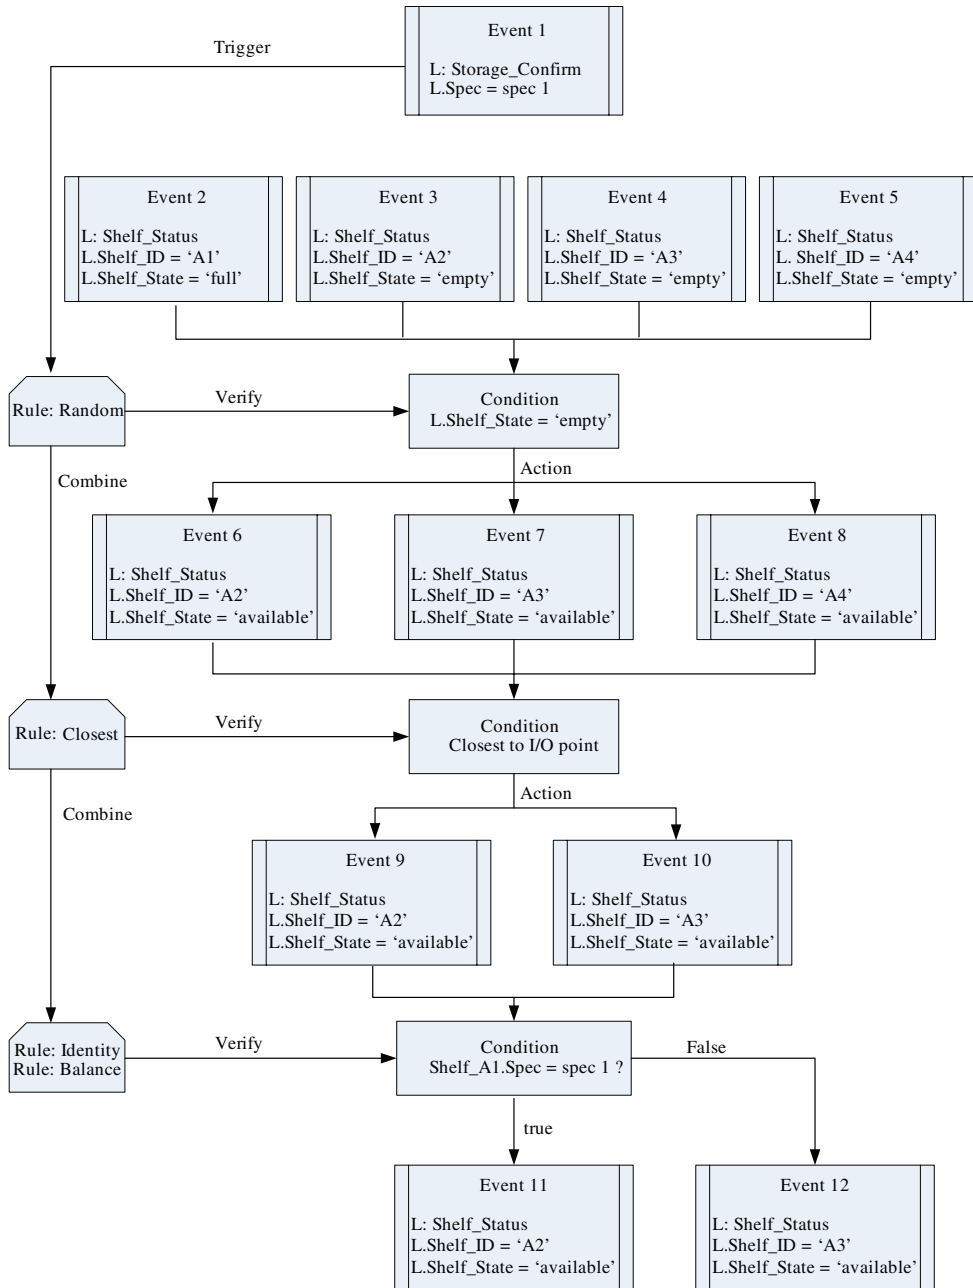 Event 1
Trigger
L: Storage_Confirm
L.Spec = spec 1
Event 2
L: Shelf_Status
L.Shelf_ID = ‘A1’
L.Shelf_State = ‘full’
Event 3
L: Shelf_Status
L.Shelf_ID = ‘A2’
L.Shelf_State = ‘empty’
Event 4
L: Shelf_Status
L.Shelf_ID = ‘A3’
L.Shelf_State = ‘empty’
Event 5
L: Shelf_Status
L. Shelf_ID = ‘A4’
L.Shelf_State = ‘empty’
Rule: Random
Verify
Condition
L.Shelf_State = ‘empty’
Combine
Action
Event 6
L: Shelf_Status
L.Shelf_ID = ‘A2’
L.Shelf_State = ‘available’
Event 7
L: Shelf_Status
L.Shelf_ID = ‘A3’
L.Shelf_State = ‘available’
Event 8
L: Shelf_Status
L.Shelf_ID = ‘A4’
L.Shelf_State = ‘available’
Rule: Closest
Verify
Condition
Closest to I/O point
Combine
Action
Event 9
L: Shelf_Status
L.Shelf_ID = ‘A2’
L.Shelf_State = ‘available’
Event 10
L: Shelf_Status
L.Shelf_ID = ‘A3’
L.Shelf_State = ‘available’
Rule: Identity
Rule: Balance
Verify
Condition
Shelf_A1.Spec = spec 1 ?
False
true
Event 11
L: Shelf_Status
L.Shelf_ID = ‘A2’
L.Shelf_State = ‘available’
Event 12
L: Shelf_Status
L.Shelf_ID = ‘A3’
L.Shelf_State = ‘available’